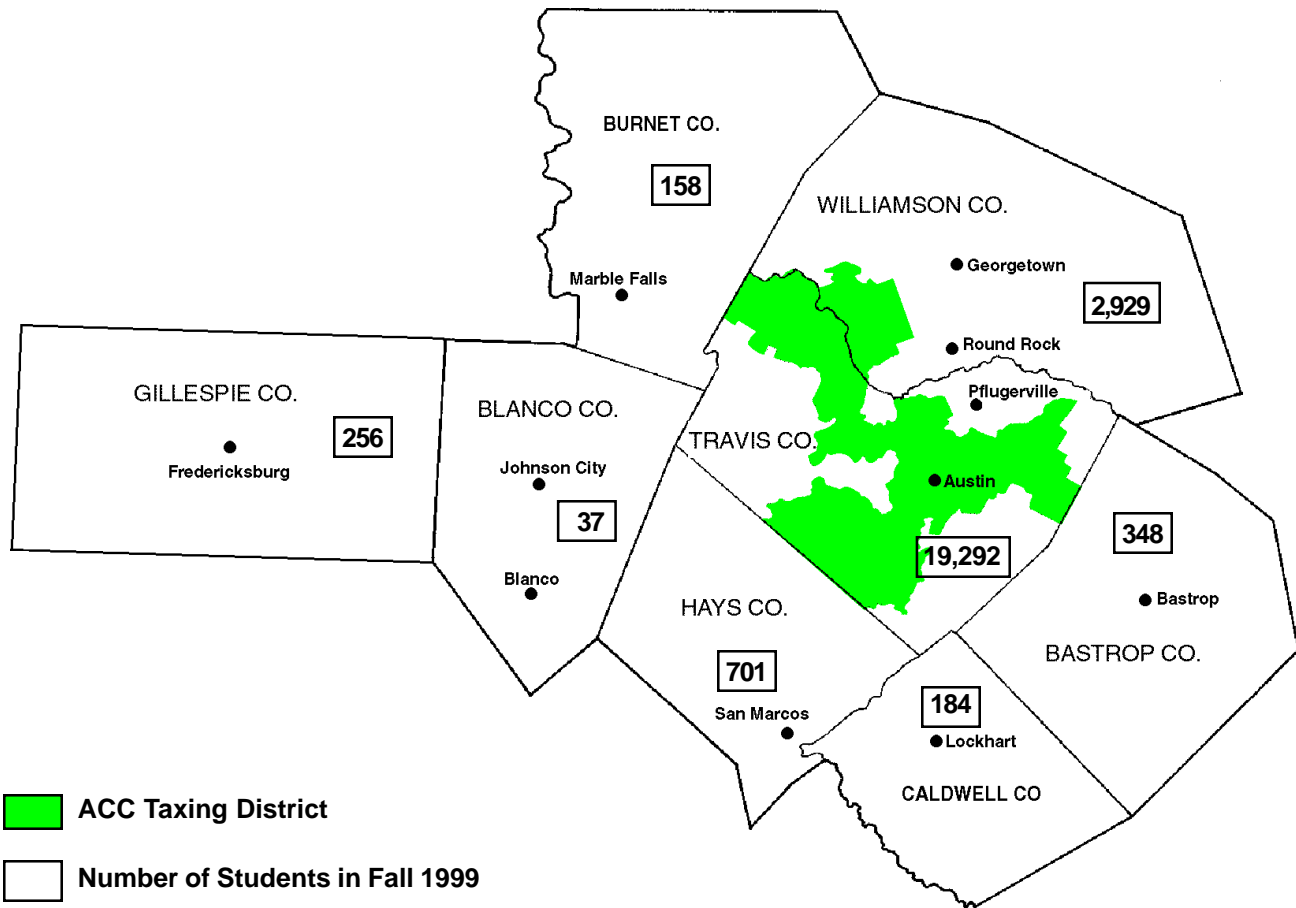 BURNET CO.
158
WILLIAMSON CO.
Georgetown
Marble Falls
2,929
Round Rock
GILLESPIE CO.
Pflugerville
BLANCO CO.
256
TRAVIS CO.
Fredericksburg
Johnson City
Austin
37
348
19,292
Blanco
Bastrop
HAYS CO.
BASTROP CO.
701
184
San Marcos
Lockhart
CALDWELL CO
ACC Taxing District
Number of Students in Fall 1999